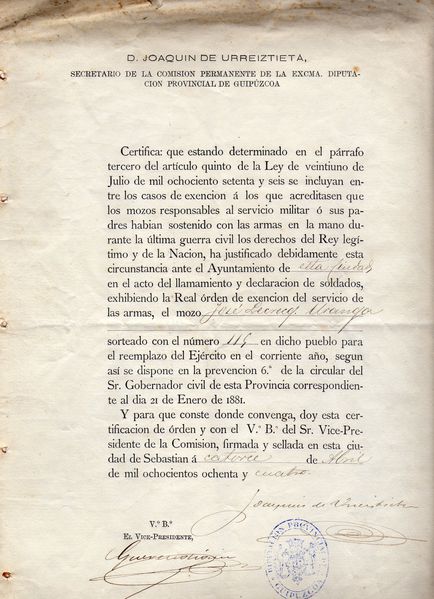 D. JOAQUIN DE URREIZTIETA,
SECRETARIO DE LA COMISION PERMANENTE DE LA EXCMA. DIPUTA-
CION PROVINCIAL DE GUIPÚZCOA
Certifica: que estando determinado en el párrafo
tercero del artículo quinto de la Ley de veintiuno de
Julio de mil ochociento setenta y seis se incluyan en-
tre los casos de exencion á los que acreditasen que
los mozos responsables al servicio militar ó sus pa-
dres habian sostenido con las armas en la mano du-
rante la última guerra civil los derechos del Rey legí-
timo y de la Nacion, ha justificado debidamente esta
circunstancia ante el Ayuntamiento de esta Ciudad
en el acto del llamamiento y declaracion de soldados,
exhibiendo la Real órden de exencion del servicio de
las armas, el mozo José Uranga
sorteado con el número 115 en dicho pueblo para
el reemplazo del Ejército en el corriente año, segun
así se dispone en la prevencion 6.ª de la circular del
Sr. Gobernador civil de esta Provincia correspondien-
te al dia 21 de Enero de 1881.
Y para que conste donde convenga, doy esta cer-
tificacion de órden y con el V.º B.º del Sr. Vice-Pre-
sidente de la Comision, firmada y sellada en esta ciu-
dad de Sebastian á catorce de Abril
de mil ochocientos ochenta y cuatro.
Joaquin de Urreiztieta
V.º B.º
EL VICE-PRESIDENTE,
DIPUTACION PROVINCIAL
GUIPUZCOA